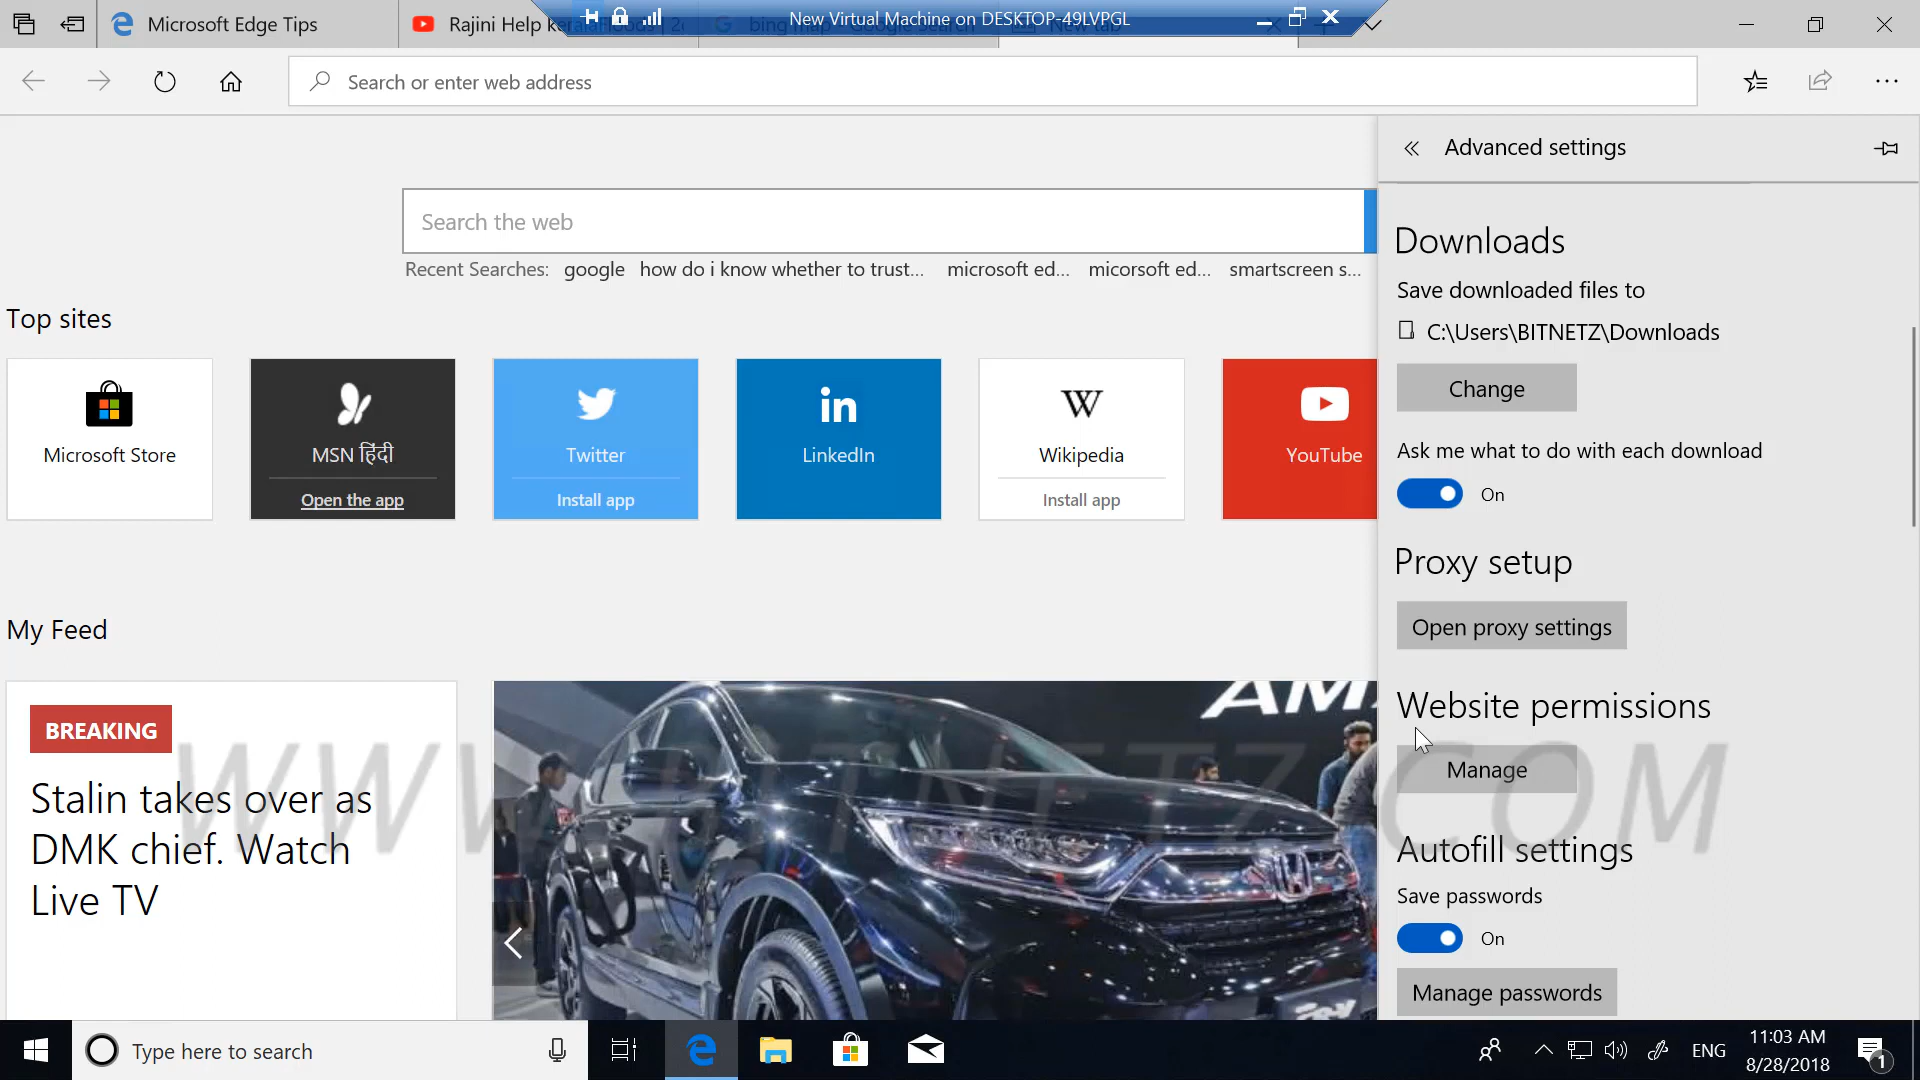 New Virtual Machine on DESKTOP-49LVPGL
Microsoft Edge Tips
Rajini Help
Search or enter web address
Advanced settings
Search the web
Recent Searches: google how do i know whether to trust... microsoft ed... micorsoft ed... smartscreen s...
Top sites
Microsoft Store
MSN हिंदी
Open the app
Twitter
Install app
LinkedIn
W
Wikipedia
Install app
YouTube
Downloads
Save downloaded files to
C:\Users\BITNETZ\Downloads
Change
Ask me what to do with each download
On
Proxy setup
Open proxy settings
Website permissions
Manage
Autofill settings
Save passwords
On
Manage passwords
My Feed
BREAKING
Stalin takes over as
DMK chief. Watch
Live TV
WWW.BITNETZ.COM
Type here to search
ENG
11:03 AM
8/28/2018
1